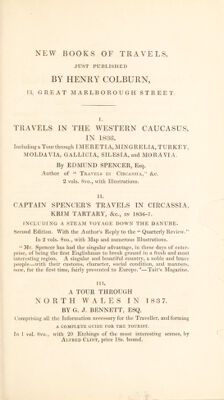 NEW BOOKS OF TRAVELS,
JUST PUBLISHED
BY HENRY COLBURN,
13, GREAT MARLBOROUGH STREET.
I.
TRAVELS IN THE WESTERN CAUCASUS,
IN 1836,
Including a Tour through IMERETIA, MINGRELIA, TURKEY,
MOLDAVIA, GALLICIA, SILESIA, and MORAVIA.
By EDMUND SPENCER, Esq.
Author of "TRAVELS IN CIRCASSIA," &c.
2 vols. 8vo., with Illustrations.
II.
CAPTAIN SPENCER'S TRAVELS IN CIRCASSIA,
KRIM TARTARY, &c., IN 1836-7.
INCLUDING A STEAM VOYAGE DOWN THE DANUBE.
Second Edition. With the Author's Reply to the "Quarterly Review."
In 2 vols. 8vo., with Map and numerous Illustrations.
"Mr. Spencer has had the singular advantage, in these days of enter-
prise, of being the first Englishman to break ground in a fresh and most
interesting region. A singular and beautiful country, a noble and brave
people—with their customs, character, social condition, and manners,
saw, for the first time, fairly presented to Europe."—Tait's Magazine.
III.
A TOUR THROUGH
NORTH WALES IN 1837.
BY G. J. BENNETT, ESQ.
Comprising all the Information necessary for the Traveller, and forming
A COMPLETE GUIDE FOR THE TOURIST.
In 1 vol. 8vo., with 20 Etchings of the most interesting scenes, by
ALFRED CLINT, price 18s. bound.